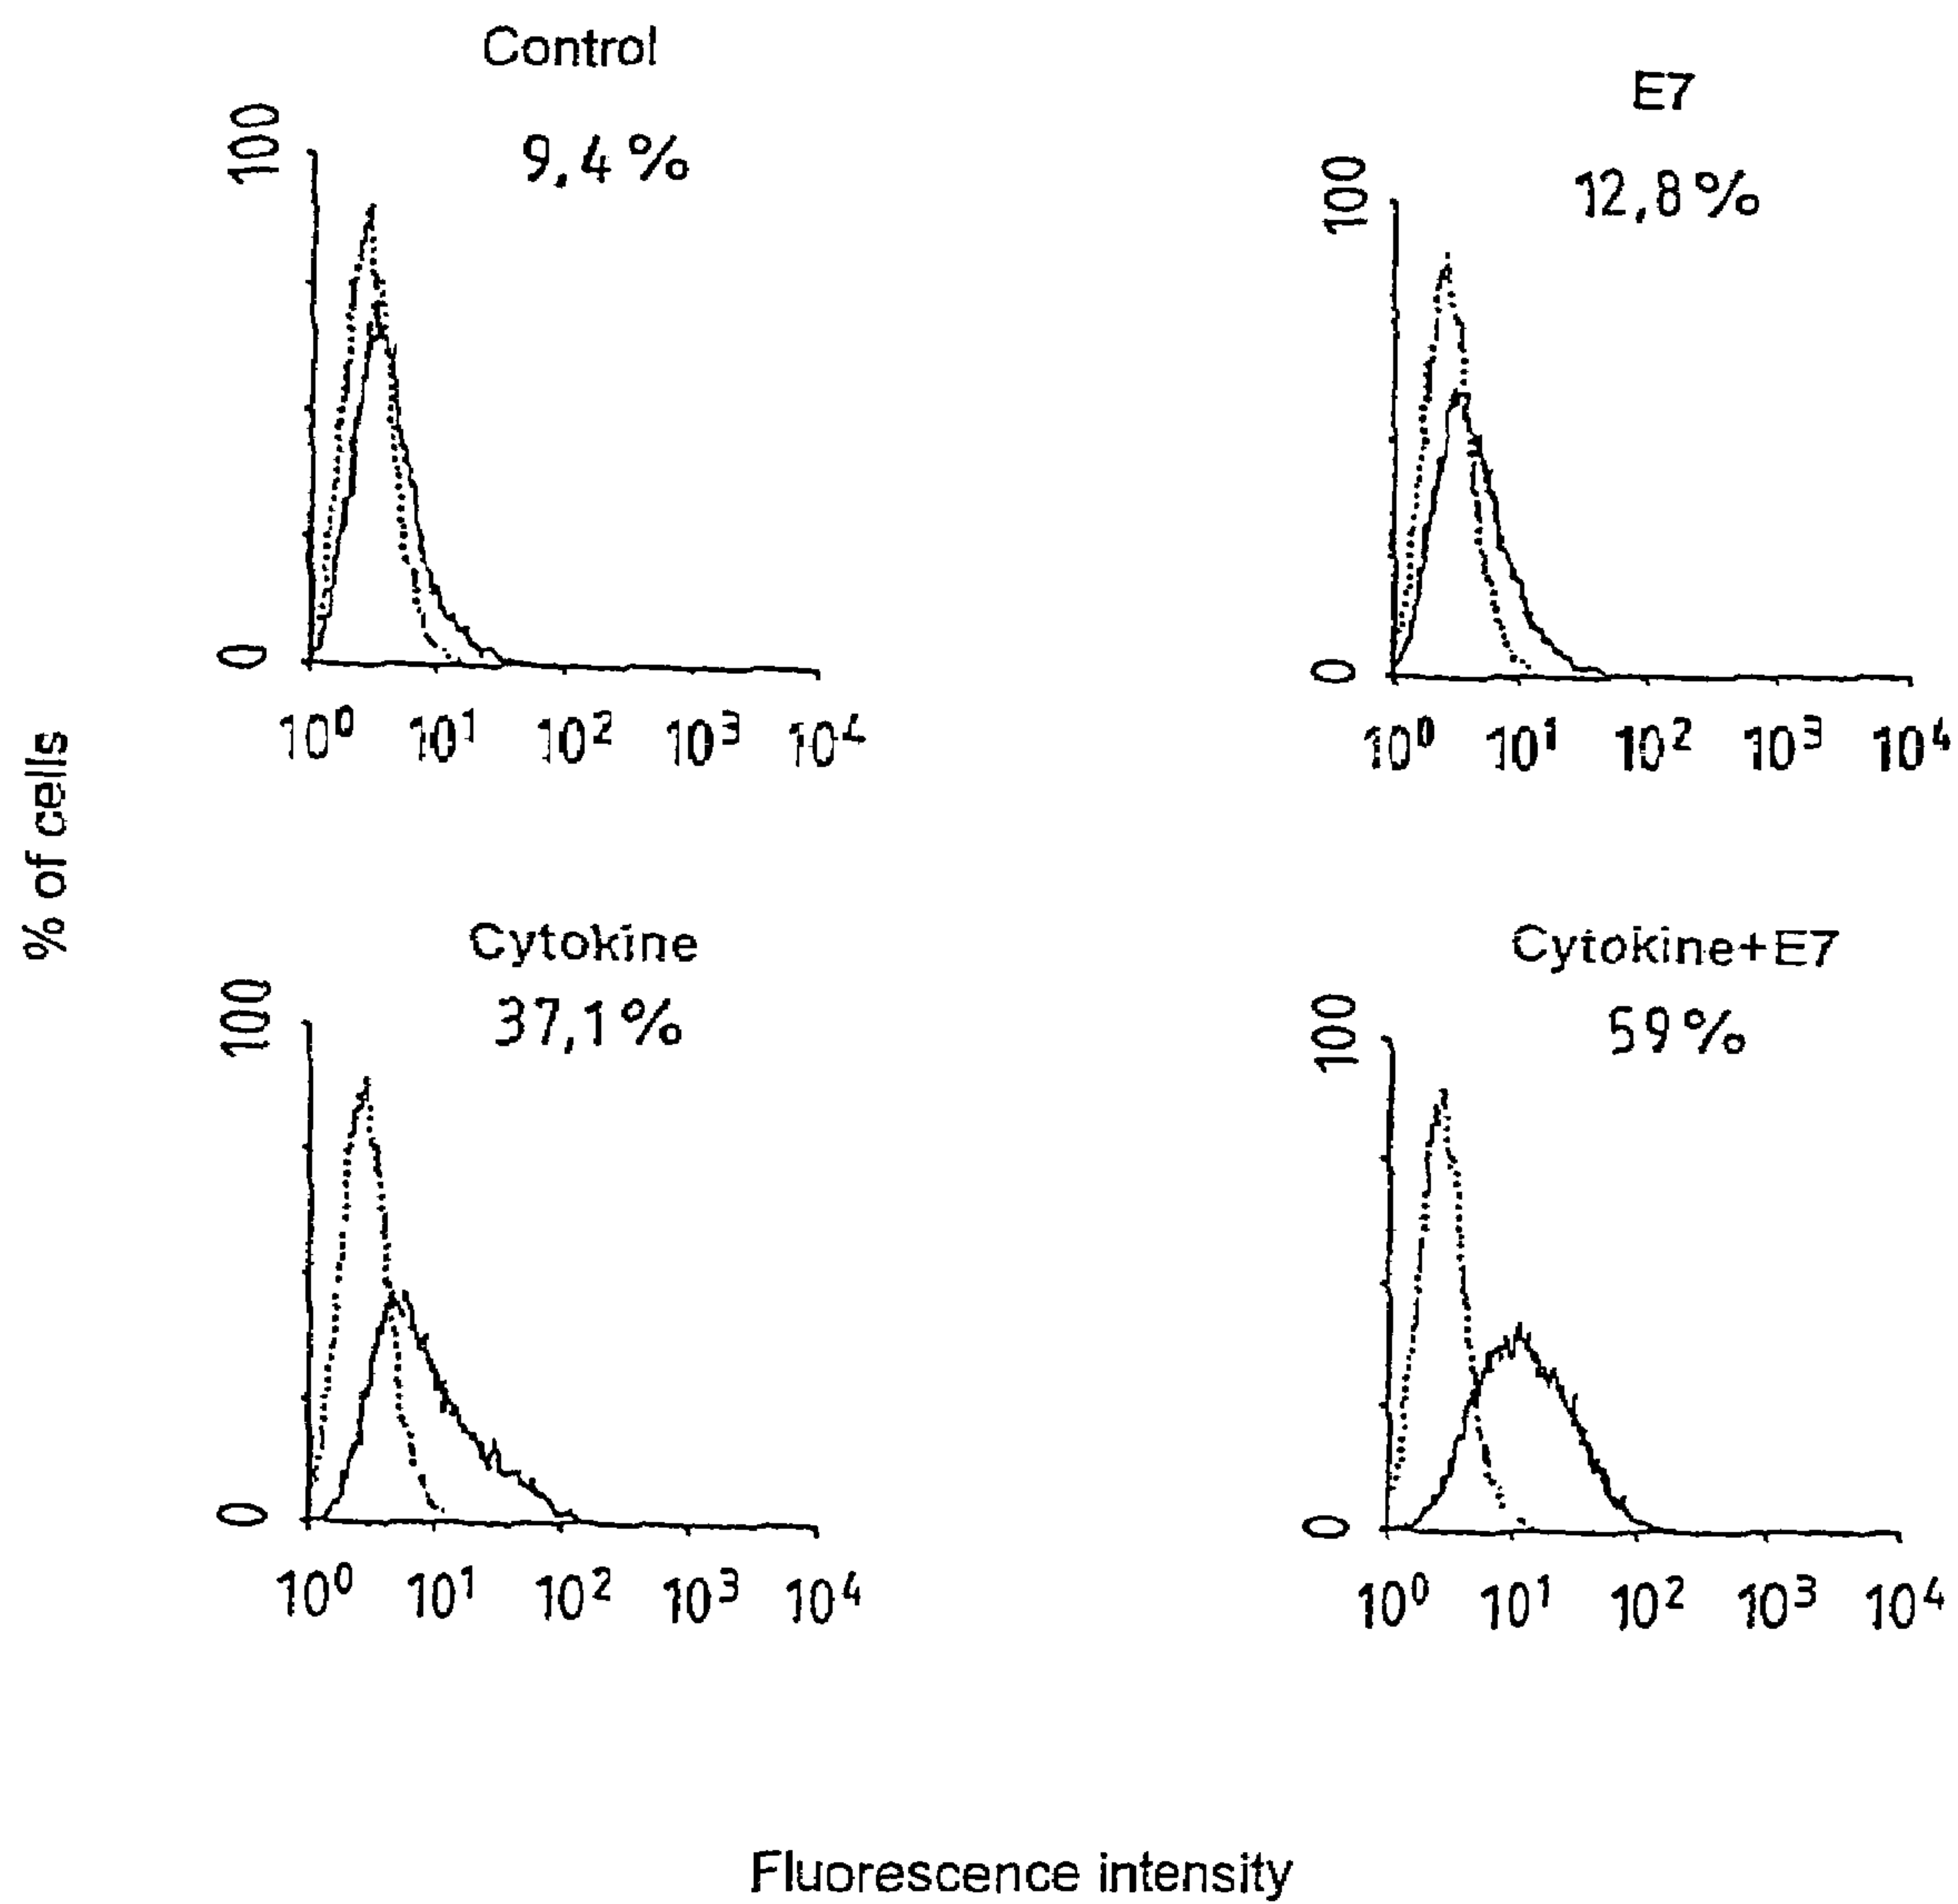 Control
9,4%
100
0
10⁰ 10¹ 10² 10³ 10⁴
E7
12,8%
100
0
10⁰ 10¹ 10² 10³ 10⁴
% of cells
Cytokine
37,1%
100
0
10⁰ 10¹ 10² 10³ 10⁴
Cytokine+E7
59%
100
0
10⁰ 10¹ 10² 10³ 10⁴
Fluorescence intensity